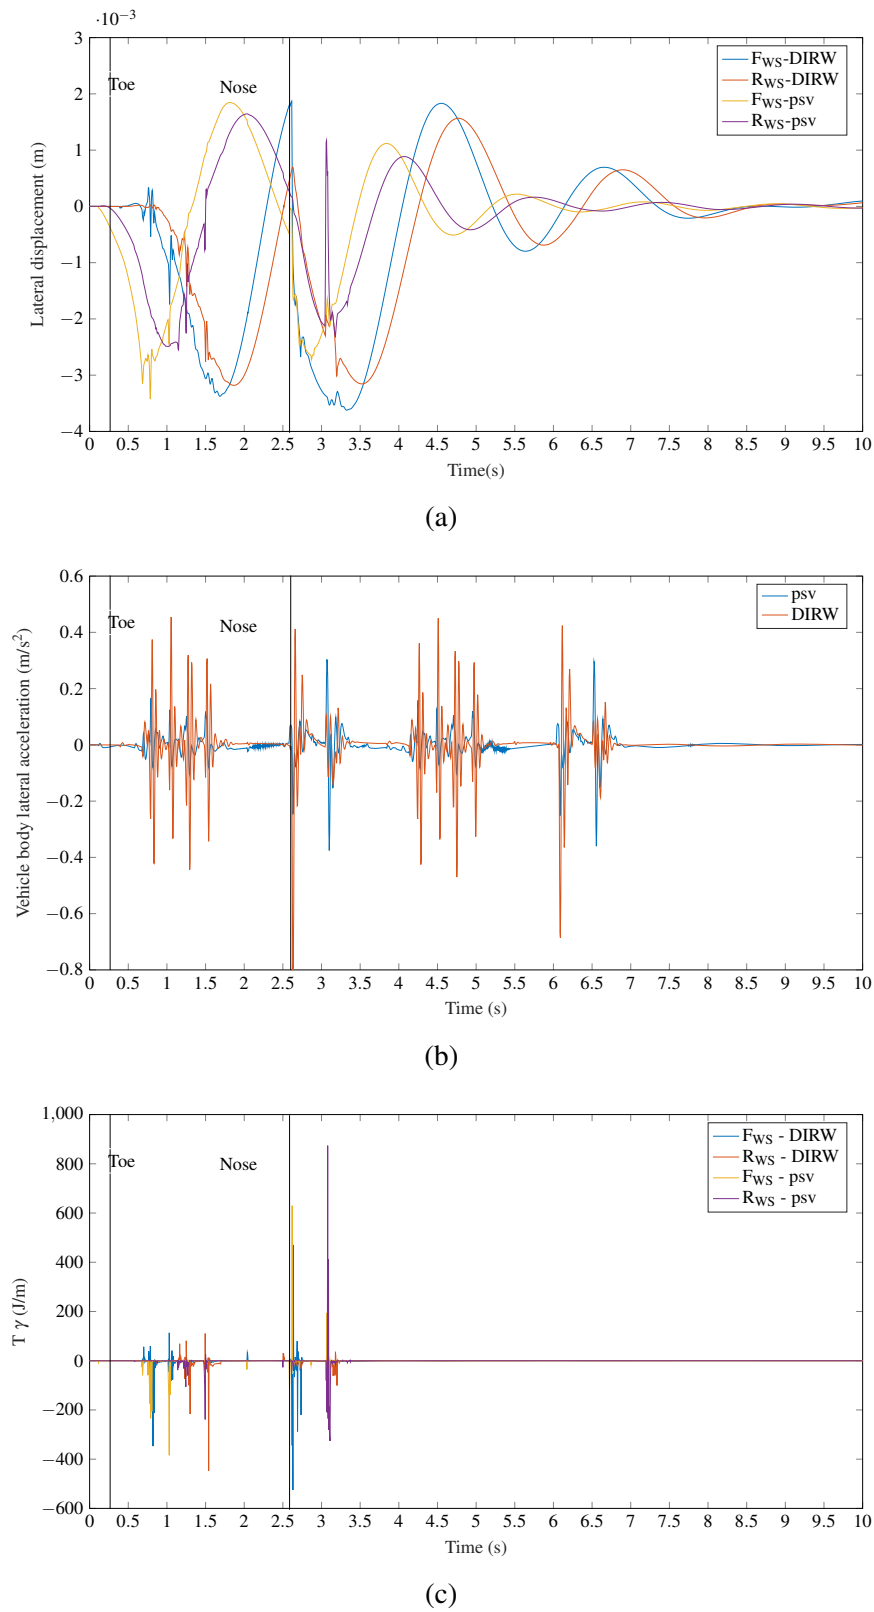 ·10⁻³
3
2
1
0
−1
−2
−3
−4
Lateral displacement (m)
Toe
Nose
F_WS-DIRW
R_WS-DIRW
F_WS-psv
R_WS-psv
0 0.5 1 1.5 2 2.5 3 3.5 4 4.5 5 5.5 6 6.5 7 7.5 8 8.5 9 9.5 10
Time(s)
(a)
0.6
0.4
0.2
0
−0.2
−0.4
−0.6
−0.8
Vehicle body lateral acceleration (m/s²)
Toe
Nose
psv
DIRW
0 0.5 1 1.5 2 2.5 3 3.5 4 4.5 5 5.5 6 6.5 7 7.5 8 8.5 9 9.5 10
Time (s)
(b)
1,000
800
600
400
200
0
−200
−400
−600
T γ (J/m)
Toe
Nose
F_WS - DIRW
R_WS - DIRW
F_WS - psv
R_WS - psv
0 0.5 1 1.5 2 2.5 3 3.5 4 4.5 5 5.5 6 6.5 7 7.5 8 8.5 9 9.5 10
Time (s)
(c)